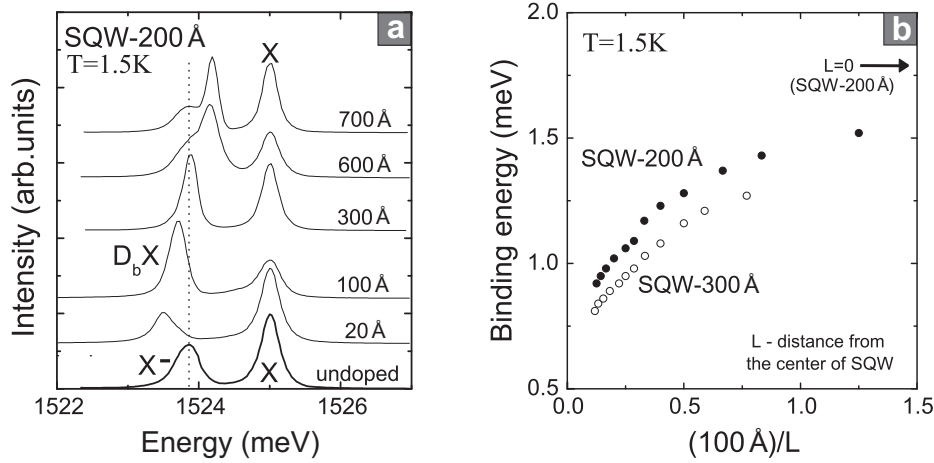 a
SQW-200 Å
T=1.5K
X
700 Å
600 Å
300 Å
D_bX
100 Å
20 Å
X⁻
X
undoped
1522
1524
1526
Energy (meV)
Intensity (arb.units)
b
2.0
T=1.5K
L=0
(SQW-200 Å)
1.5
SQW-200 Å
1.0
SQW-300 Å
L - distance from
the center of SQW
0.5
0.0
0.5
1.0
1.5
(100 Å)/L
Binding energy (meV)